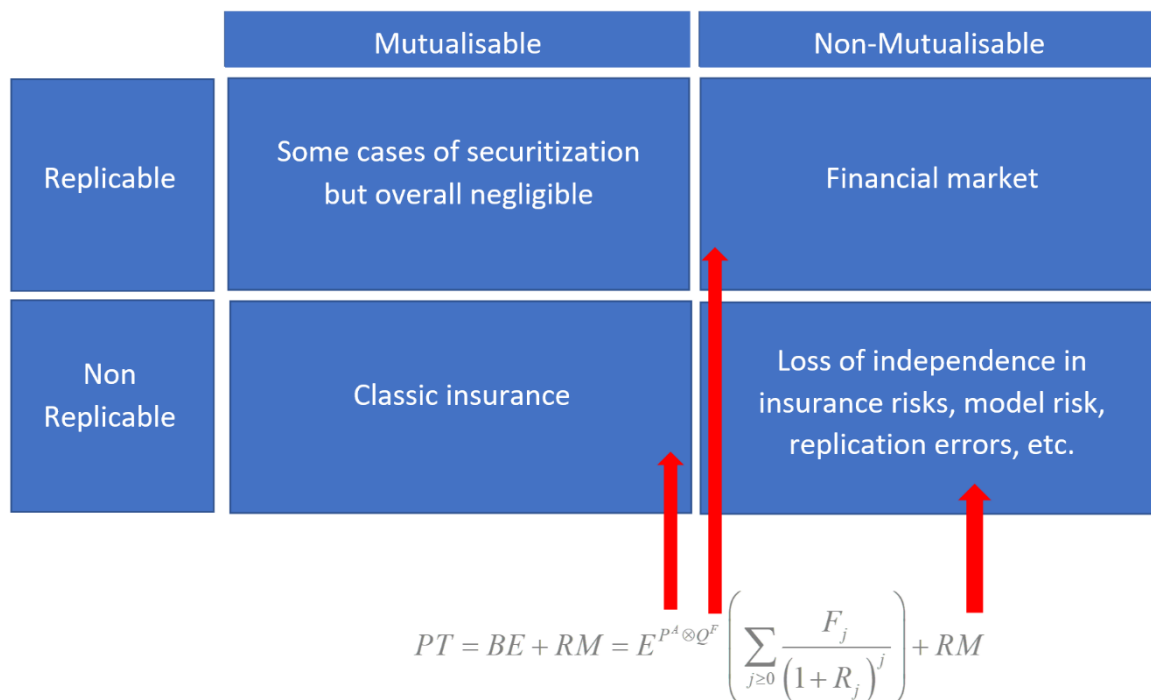 Mutualisable
Non-Mutualisable
Replicable
Some cases of securitization
but overall negligible
Financial market
Non
Replicable
Classic insurance
Loss of independence in
insurance risks, model risk,
replication errors, etc.
PT = BE + RM = E^{P^A ⊗ Q^F} ( ∑_{j≥0} F_j / (1 + R_j)^j ) + RM